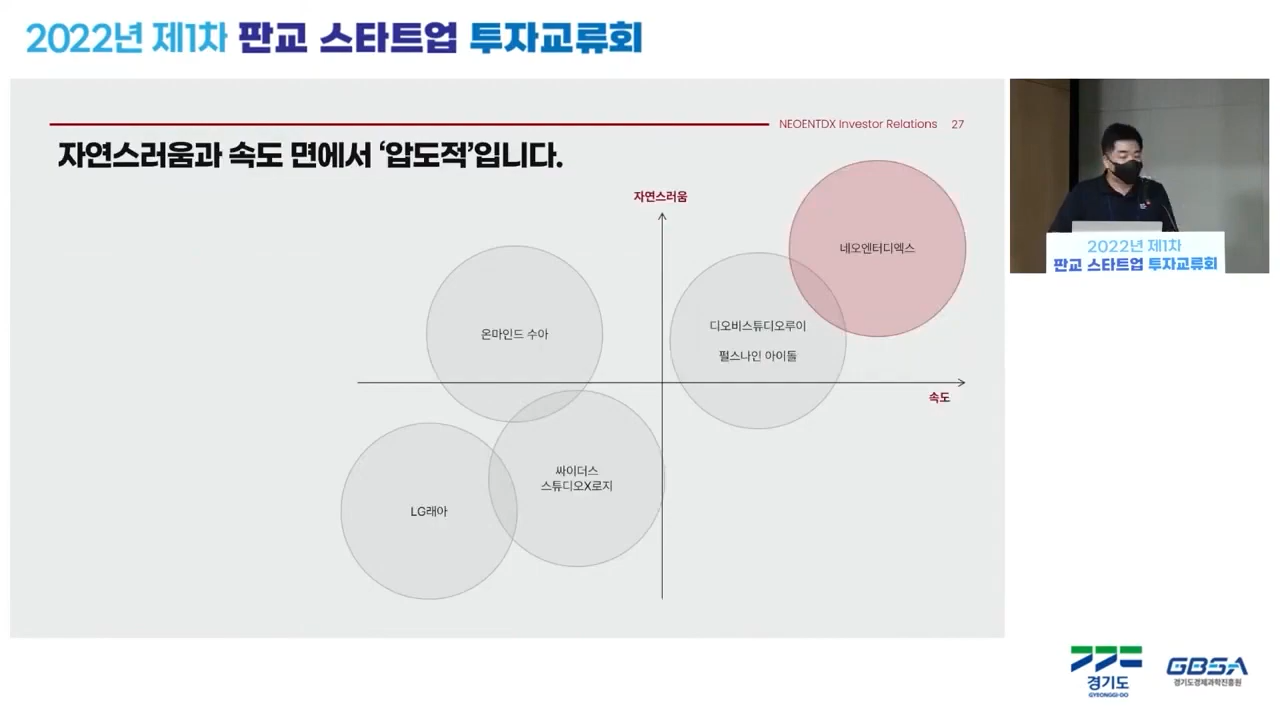 2022년 제1차 판교 스타트업 투자교류회
NEOENTDX Investor Relations 27
자연스러움과 속도 면에서 ‘압도적’입니다.
자연스러움
네오엔터디엑스
디오비스튜디오루이
펄스나인 아이돌
온마인드 수아
속도
싸이더스
스튜디오X로지
LG래아
2022년 제1차
판교 스타트업 투자교류회
경기도
GYEONGGI-DO
GBSA
경기도경제과학진흥원